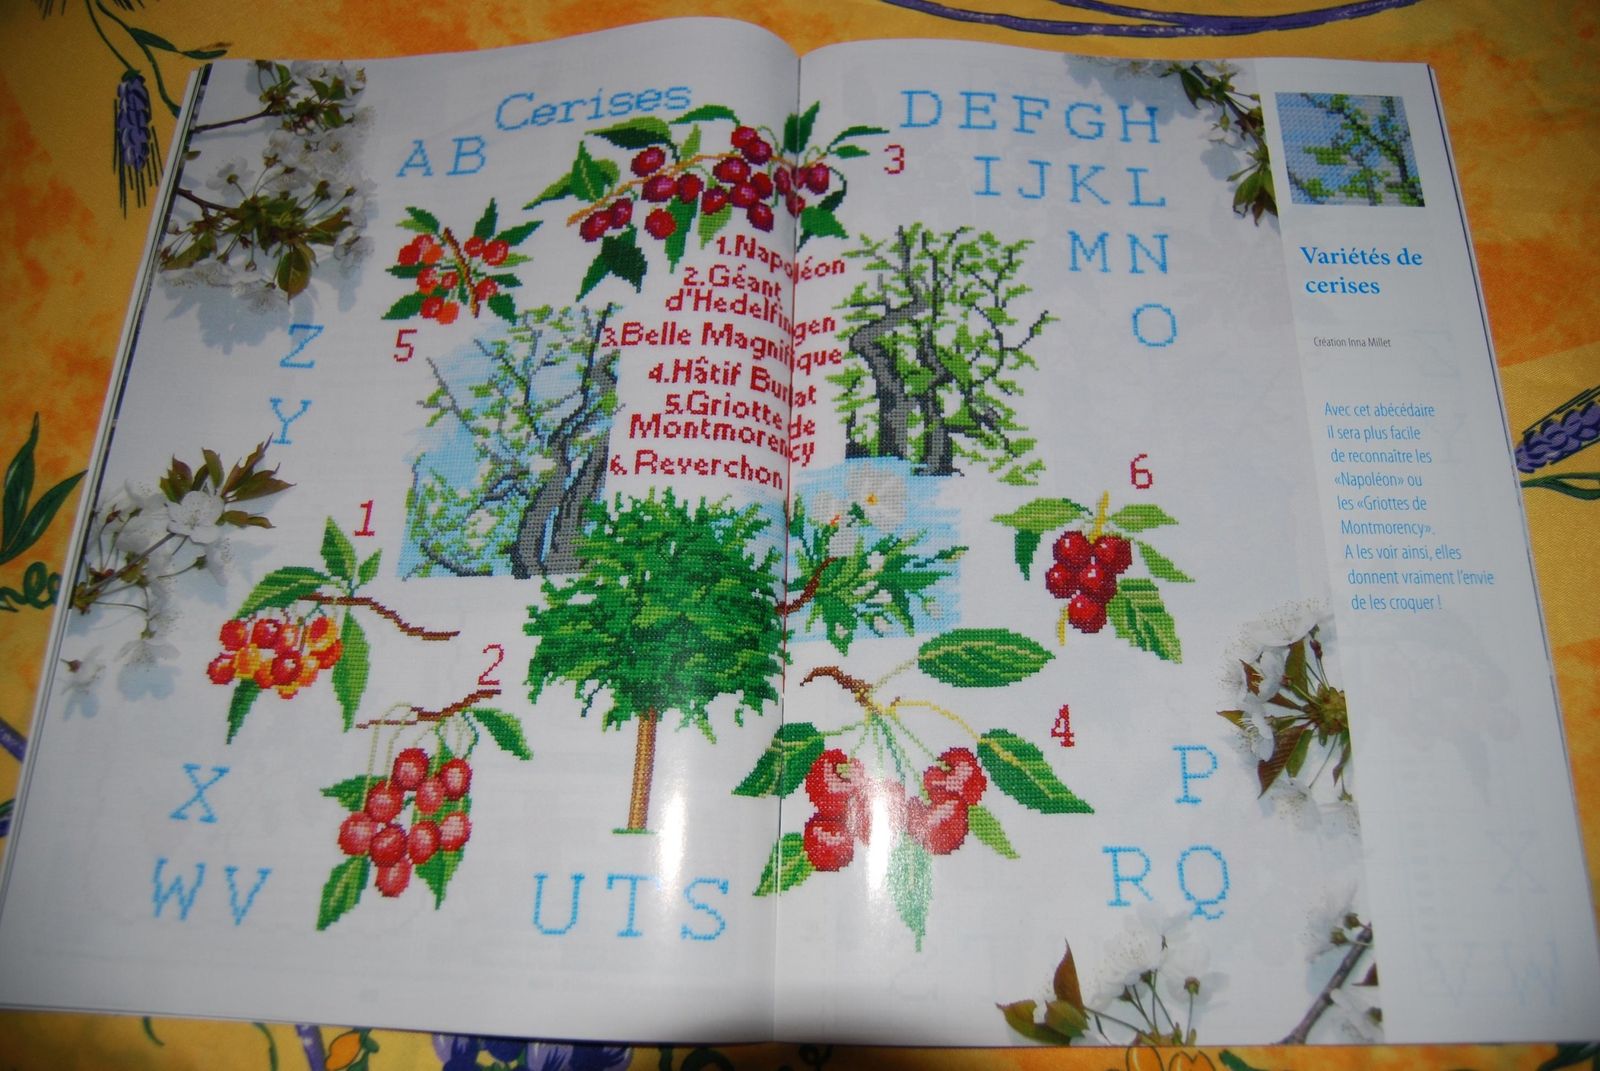 Cerises
AB
DEFGH
IJKL
MN
O
3
5
1.Napoléon
2.Géant
d'Hedelfingen
3.Belle Magnifique
4.Hâtif Burlat
5.Griotte de
Montmorency
6.Reverchon
Z
Y
1
6
2
4
X
WV
UTS
P
RQ
Variétés de
cerises
Création Inna Millet
Avec cet abécédaire
il sera plus facile
de reconnaître les
«Napoléon» ou
les «Griottes de
Montmorency».
A les voir ainsi, elles
donnent vraiment l'envie
de les croquer !